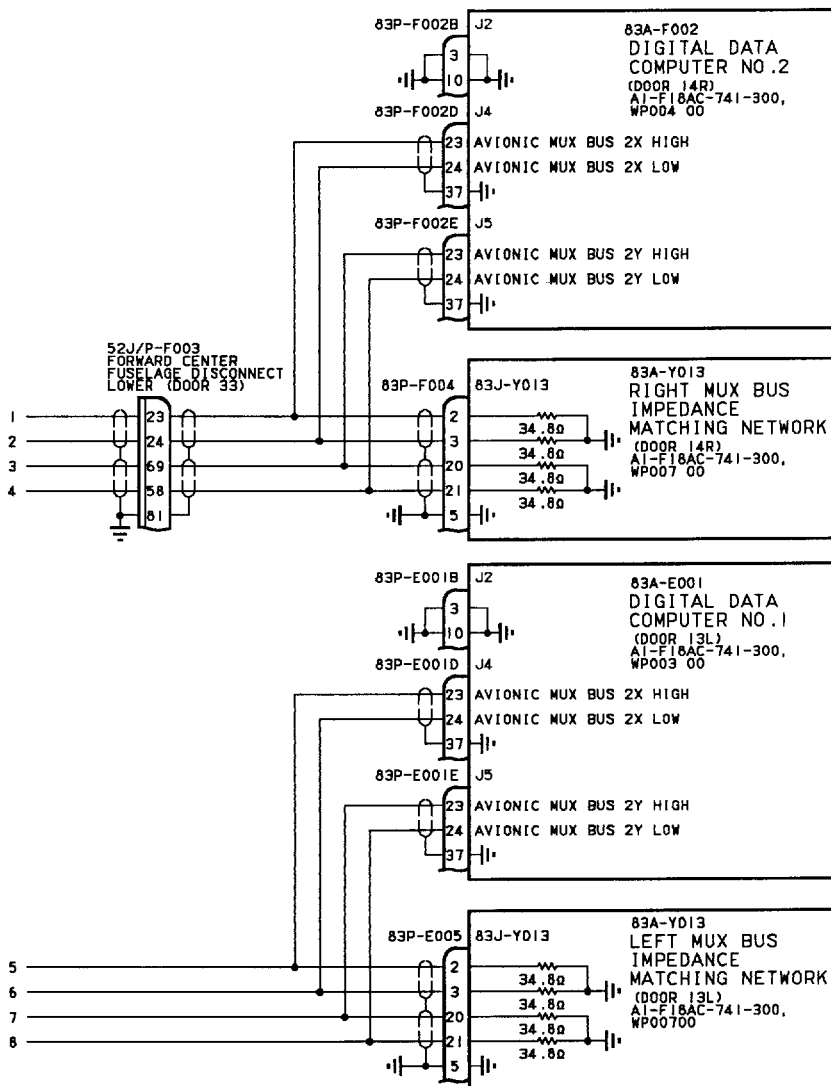 83P-F002B J2
3
10
83A-F002
DIGITAL DATA
COMPUTER NO.2
(DOOR 14R)
A1-F18AC-741-300,
WP004 00
83P-F002D J4
23 AVIONIC MUX BUS 2X HIGH
24 AVIONIC MUX BUS 2X LOW
37
83P-F002E J5
23 AVIONIC MUX BUS 2Y HIGH
24 AVIONIC MUX BUS 2Y LOW
37
52J/P-F003
FORWARD CENTER
FUSELAGE DISCONNECT
LOWER (DOOR 33)
1 23
2 24
3 69
4 58
81
83P-F004 83J-Y013
2
34.8Ω
3
34.8Ω
20
34.8Ω
21
34.8Ω
5
83A-Y013
RIGHT MUX BUS
IMPEDANCE
MATCHING NETWORK
(DOOR 14R)
A1-F18AC-741-300,
WP007 00
83P-E001B J2
3
10
83A-E001
DIGITAL DATA
COMPUTER NO.1
(DOOR 13L)
A1-F18AC-741-300,
WP003 00
83P-E001D J4
23 AVIONIC MUX BUS 2X HIGH
24 AVIONIC MUX BUS 2X LOW
37
83P-E001E J5
23 AVIONIC MUX BUS 2Y HIGH
24 AVIONIC MUX BUS 2Y LOW
37
83P-E005 83J-Y013
5 2
34.8Ω
6 3
34.8Ω
7 20
34.8Ω
8 21
34.8Ω
5
83A-Y013
LEFT MUX BUS
IMPEDANCE
MATCHING NETWORK
(DOOR 13L)
A1-F18AC-741-300,
WP00700